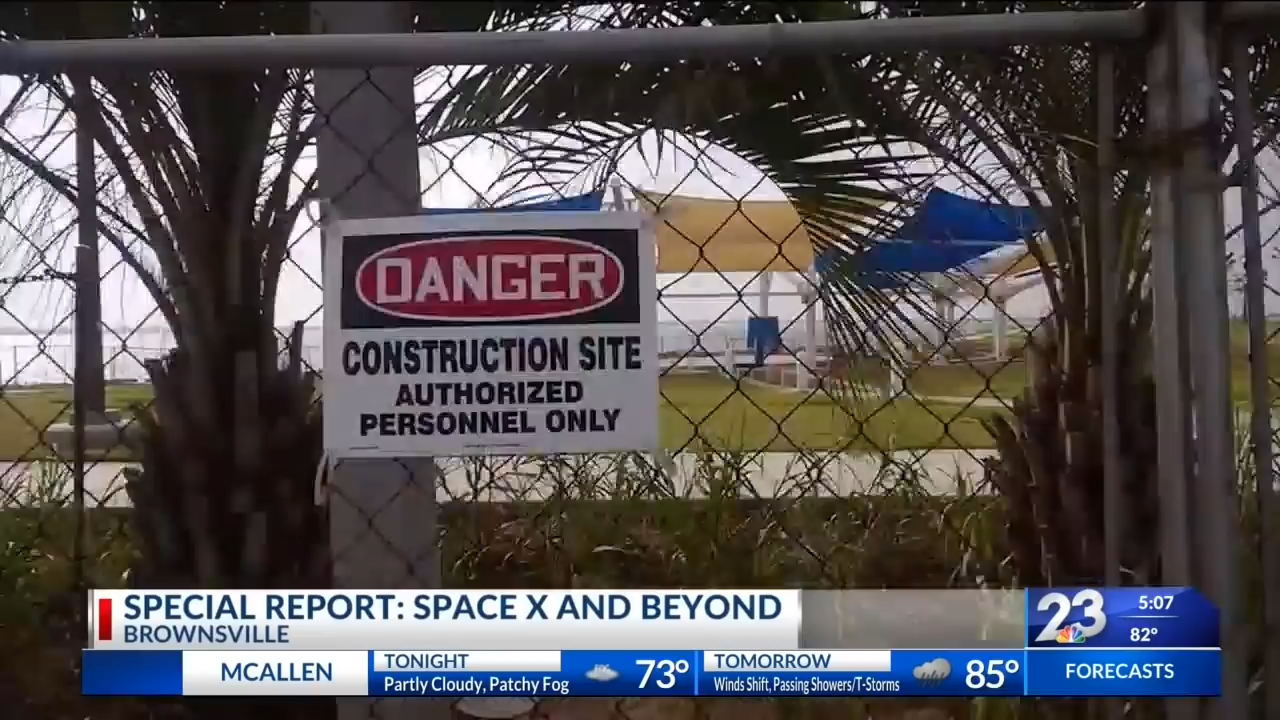 DANGER
CONSTRUCTION SITE
AUTHORIZED
PERSONNEL ONLY
SPECIAL REPORT: SPACE X AND BEYOND
BROWNSVILLE
23
5:07
82°
MCALLEN
TONIGHT
Partly Cloudy, Patchy Fog
73°
TOMORROW
Winds Shift, Passing Showers/T-Storms
85°
FORECASTS